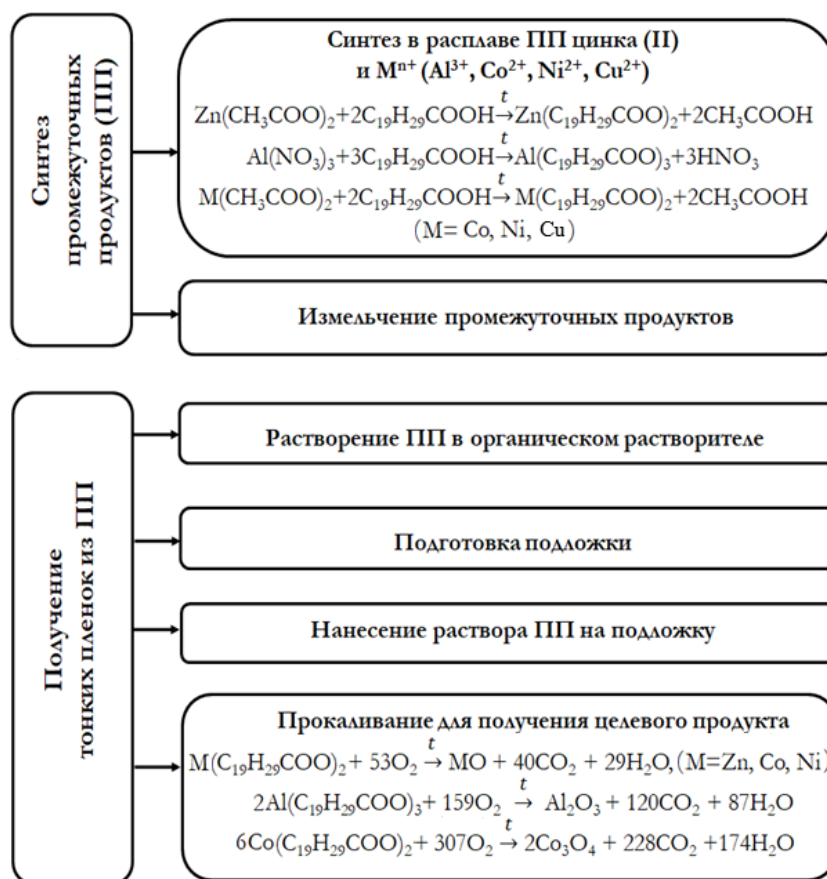 Синтез
промежуточных
продуктов (ПП)
Синтез в расплаве ПП цинка (II)
и Mⁿ⁺ (Al³⁺, Co²⁺, Ni²⁺, Cu²⁺)
Zn(CH₃COO)₂+2C₁₉H₂₉COOH →ᵗ Zn(C₁₉H₂₉COO)₂+2CH₃COOH
Al(NO₃)₃+3C₁₉H₂₉COOH →ᵗ Al(C₁₉H₂₉COO)₃+3HNO₃
M(CH₃COO)₂+2C₁₉H₂₉COOH →ᵗ M(C₁₉H₂₉COO)₂+2CH₃COOH
(M= Co, Ni, Cu)
Измельчение промежуточных продуктов
Получение
тонких пленок из ПП
Растворение ПП в органическом растворителе
Подготовка подложки
Нанесение раствора ПП на подложку
Прокаливание для получения целевого продукта
M(C₁₉H₂₉COO)₂ + 53O₂ →ᵗ MO + 40CO₂ + 29H₂O, (M=Zn, Co, Ni)
2Al(C₁₉H₂₉COO)₃+ 159O₂ →ᵗ Al₂O₃ + 120CO₂ + 87H₂O
6Co(C₁₉H₂₉COO)₂+ 307O₂ →ᵗ 2Co₃O₄ + 228CO₂ +174H₂O